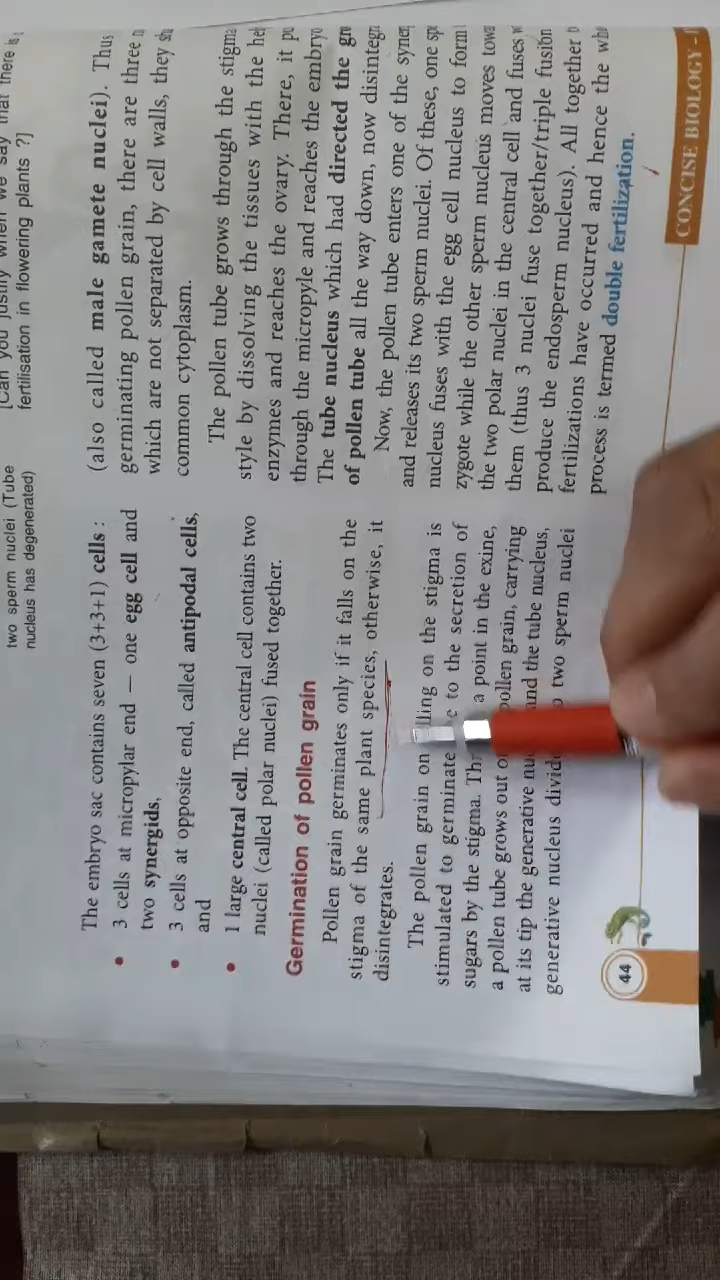 two sperm nuclei (Tube
nucleus has degenerated)
[Can you justify when we say that there is
fertilisation in flowering plants ?]
The embryo sac contains seven (3+3+1) cells :
• 3 cells at micropylar end — one egg cell and
two synergids,
• 3 cells at opposite end, called antipodal cells,
and
• 1 large central cell. The central cell contains two
nuclei (called polar nuclei) fused together.
Germination of pollen grain
Pollen grain germinates only if it falls on the
stigma of the same plant species, otherwise, it
disintegrates.
The pollen grain on on the stigma is
stimulated to germinate to the secretion of
sugars by the stigma. a point in the exine,
a pollen tube grows out pollen grain, carrying
at its tip the generative and the tube nucleus,
generative nucleus two sperm nuclei
(also called male gamete nuclei). Thus
germinating pollen grain, there are three
which are not separated by cell walls, they
common cytoplasm.
The pollen tube grows through the
style by dissolving the tissues with the
enzymes and reaches the ovary. There, it
through the micropyle and reaches the
The tube nucleus which had directed the
of pollen tube all the way down, now
Now, the pollen tube enters one of the
and releases its two sperm nuclei. Of these, one
nucleus fuses with the egg cell nucleus to form
zygote while the other sperm nucleus moves
the two polar nuclei in the central cell and fuses
them (thus 3 nuclei fuse together/triple fusion
produce the endosperm nucleus). All together
fertilizations have occurred and hence the
process is termed double fertilization.
44
CONCISE BIOLOGY -